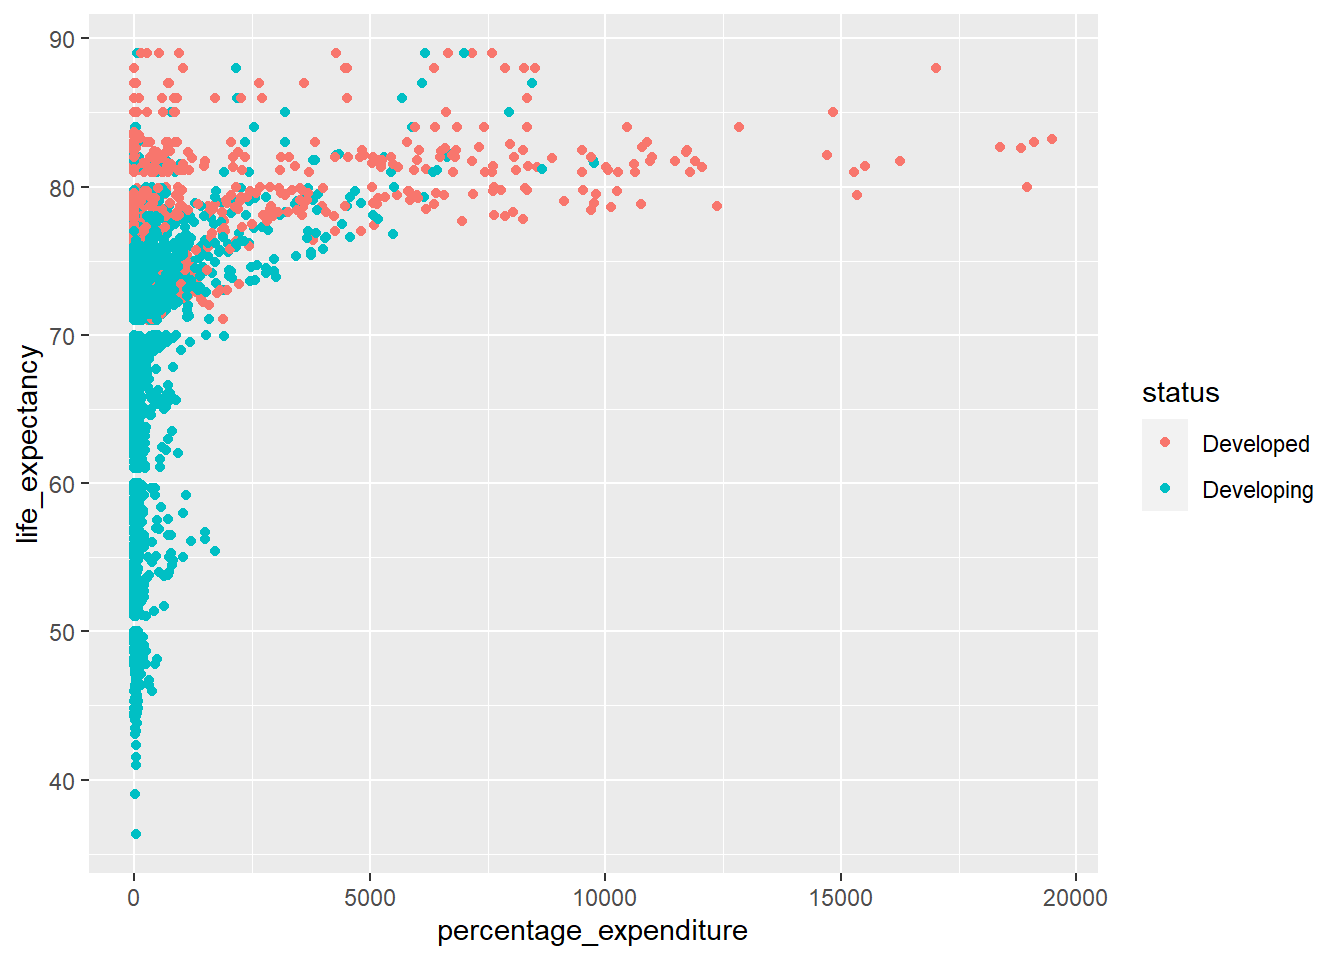 90
80
70
60
50
40
life_expectancy
0 5000 10000 15000 20000
percentage_expenditure
status
Developed
Developing